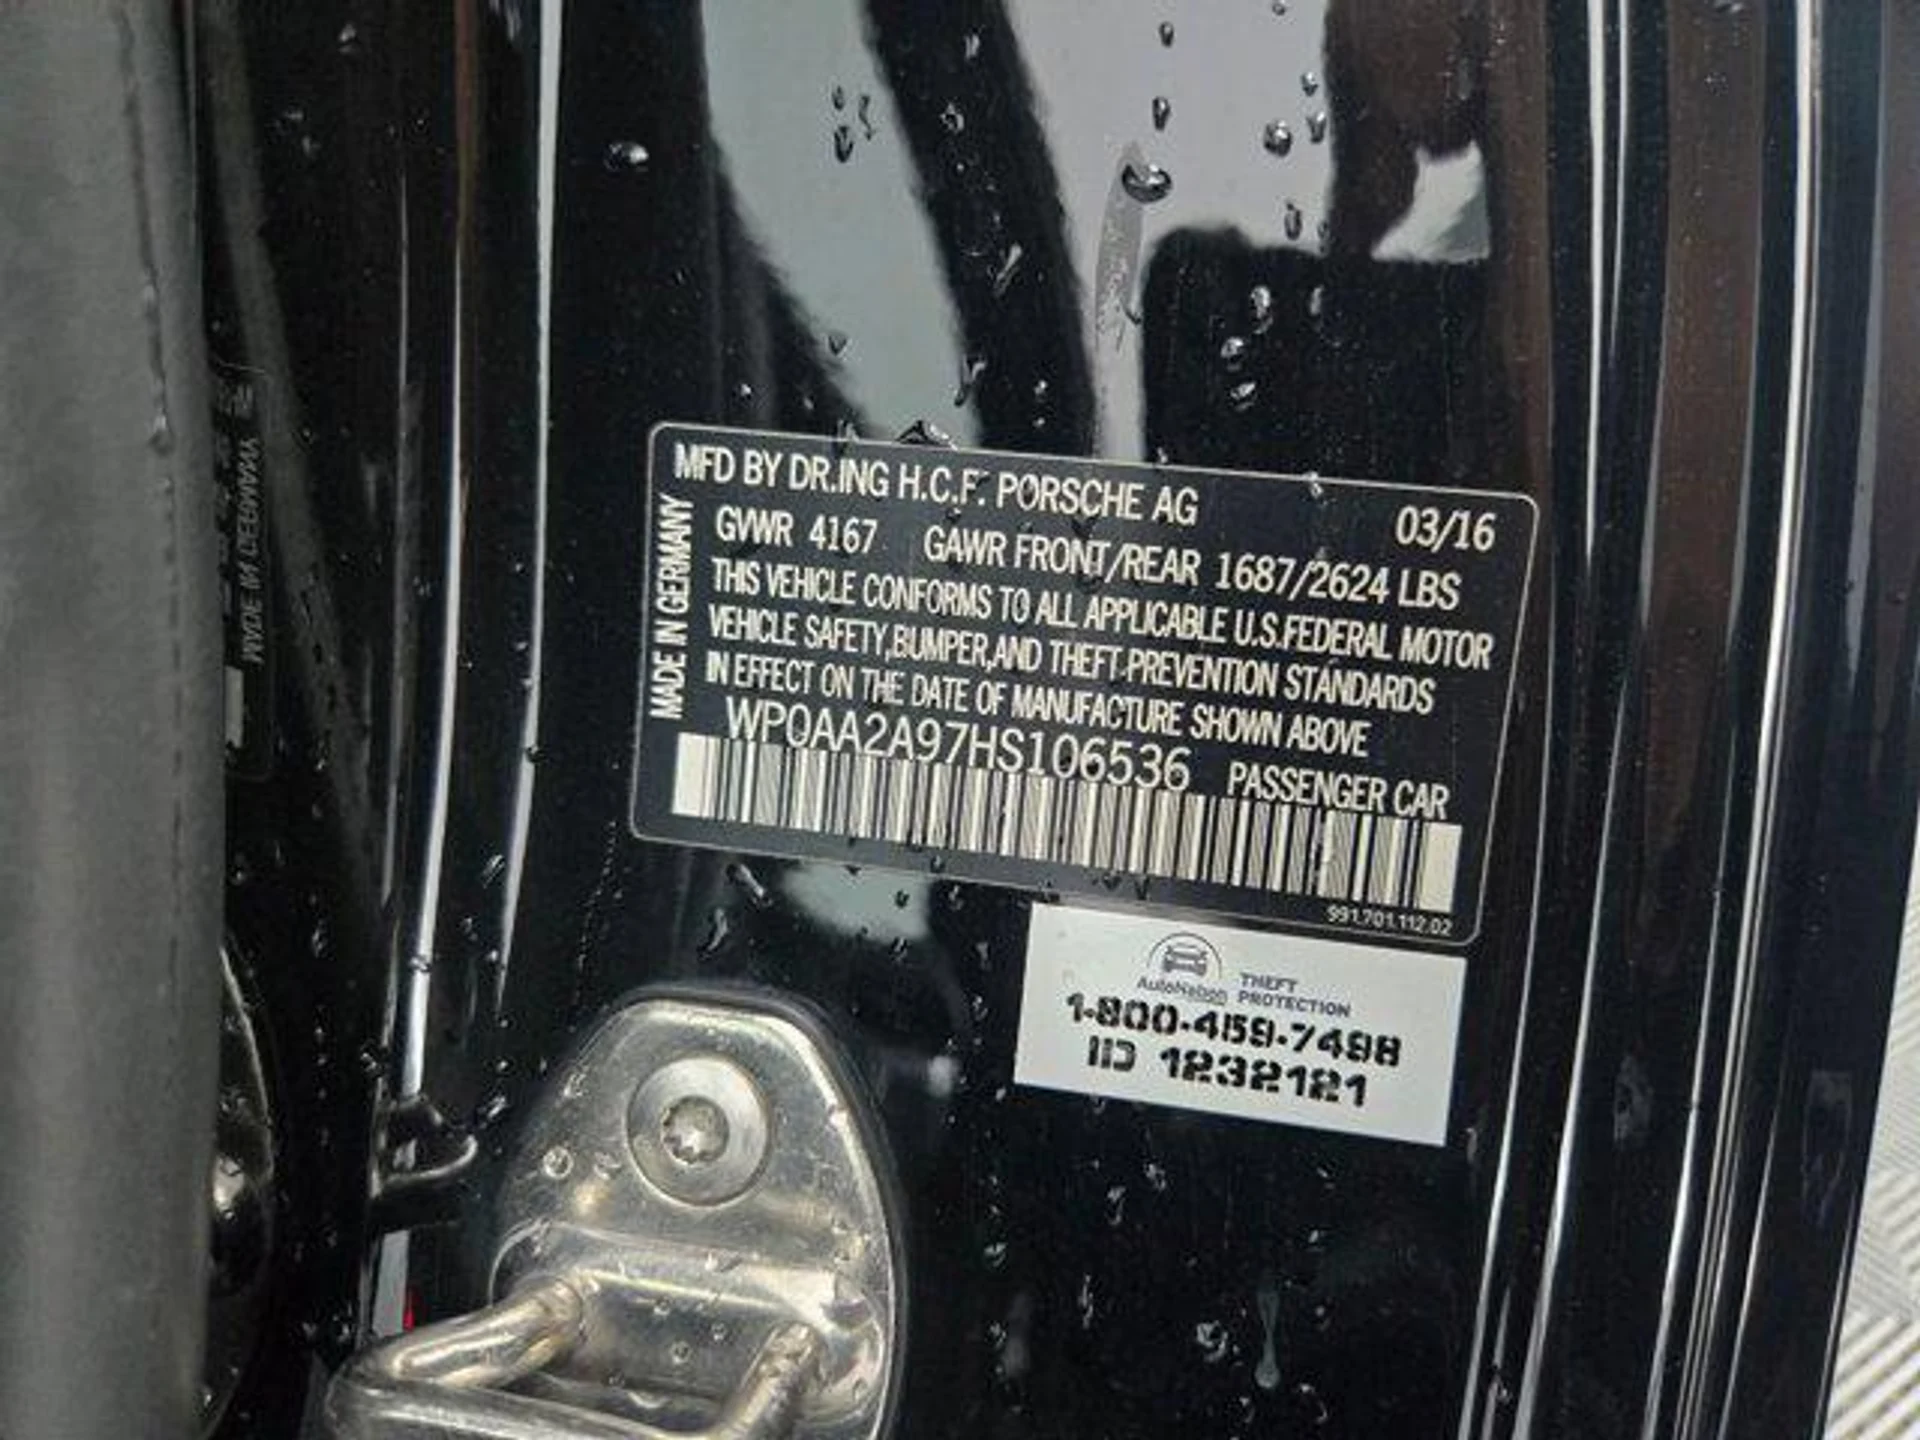 MFD BY DR.ING H.C.F. PORSCHE AG 03/16
GVWR 4167 GAWR FRONT/REAR 1687/2624 LBS
THIS VEHICLE CONFORMS TO ALL APPLICABLE U.S.FEDERAL MOTOR
VEHICLE SAFETY,BUMPER,AND THEFT PREVENTION STANDARDS
IN EFFECT ON THE DATE OF MANUFACTURE SHOWN ABOVE
WP0AA2A97HS106536 PASSENGER CAR
MADE IN GERMANY
991.701.112.02
AutoNation THEFT
PROTECTION
1-800-459-7498
ID 1232121